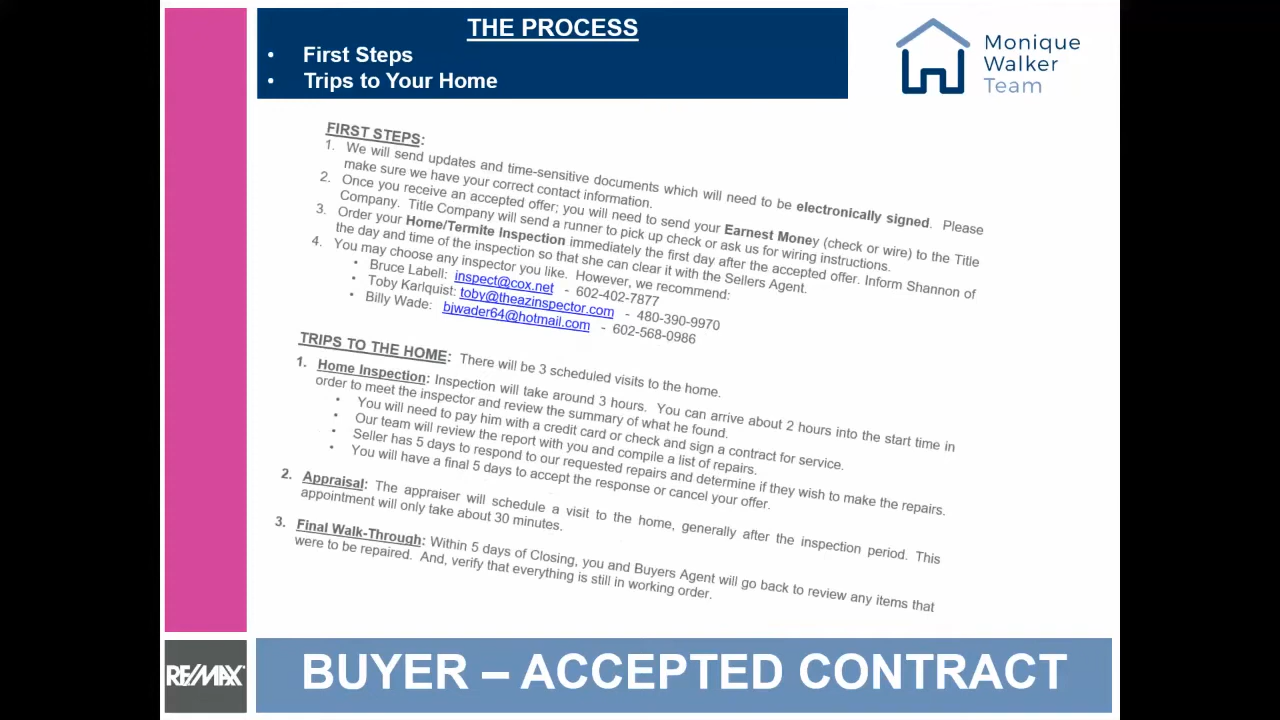 THE PROCESS
• First Steps
• Trips to Your Home
Monique
Walker
Team
FIRST STEPS:
1. We will send updates and time-sensitive documents which will need to be electronically signed. Please
make sure we have your correct contact information.
2. Once you receive an accepted offer; you will need to send your Earnest Money (check or wire) to the Title
Company. Title Company will send a runner to pick up check or ask us for wiring instructions.
3. Order your Home/Termite Inspection immediately the first day after the accepted offer. Inform Shannon of
the day and time of the inspection so that she can clear it with the Sellers Agent.
4. You may choose any inspector you like. However, we recommend:
• Bruce Labell: inspect@cox.net - 602-402-7877
• Toby Karlquist: toby@theazinspector.com - 480-390-9970
• Billy Wade: bjwader64@hotmail.com - 602-568-0986
TRIPS TO THE HOME: There will be 3 scheduled visits to the home.
1. Home Inspection: Inspection will take around 3 hours. You can arrive about 2 hours into the start time in
order to meet the inspector and review the summary of what he found.
• You will need to pay him with a credit card or check and sign a contract for service.
• Our team will review the report with you and compile a list of repairs.
• Seller has 5 days to respond to our requested repairs and determine if they wish to make the repairs.
• You will have a final 5 days to accept the response or cancel your offer.
2. Appraisal: The appraiser will schedule a visit to the home, generally after the inspection period. This
appointment will only take about 30 minutes.
3. Final Walk-Through: Within 5 days of Closing, you and Buyers Agent will go back to review any items that
were to be repaired. And, verify that everything is still in working order.
RE/MAX
BUYER – ACCEPTED CONTRACT